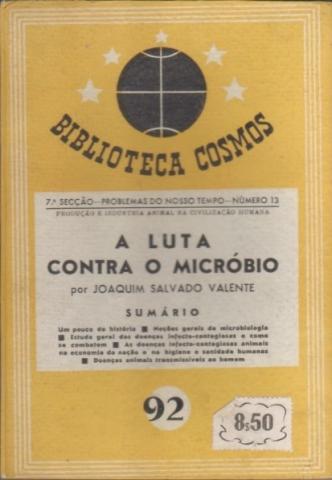 BIBLIOTECA COSMOS
7.ª SECÇÃO—PROBLEMAS DO NOSSO TEMPO—NÚMERO 13
PRODUÇÃO E INDÚSTRIA ANIMAL NA CIVILIZAÇÃO HUMANA
A LUTA
CONTRA O MICRÓBIO
por JOAQUIM SALVADO VALENTE
SUMÁRIO
Um pouco de história ■ Noções gerais de microbiologia
■ Estudo geral das doenças infecto-contagiosas e como
se combatem ■ As doenças infecto-contagiosas animais
na economia da nação e na higiene e sanidade humanas
■ Doenças animais transmissíveis ao homem
92
8$50